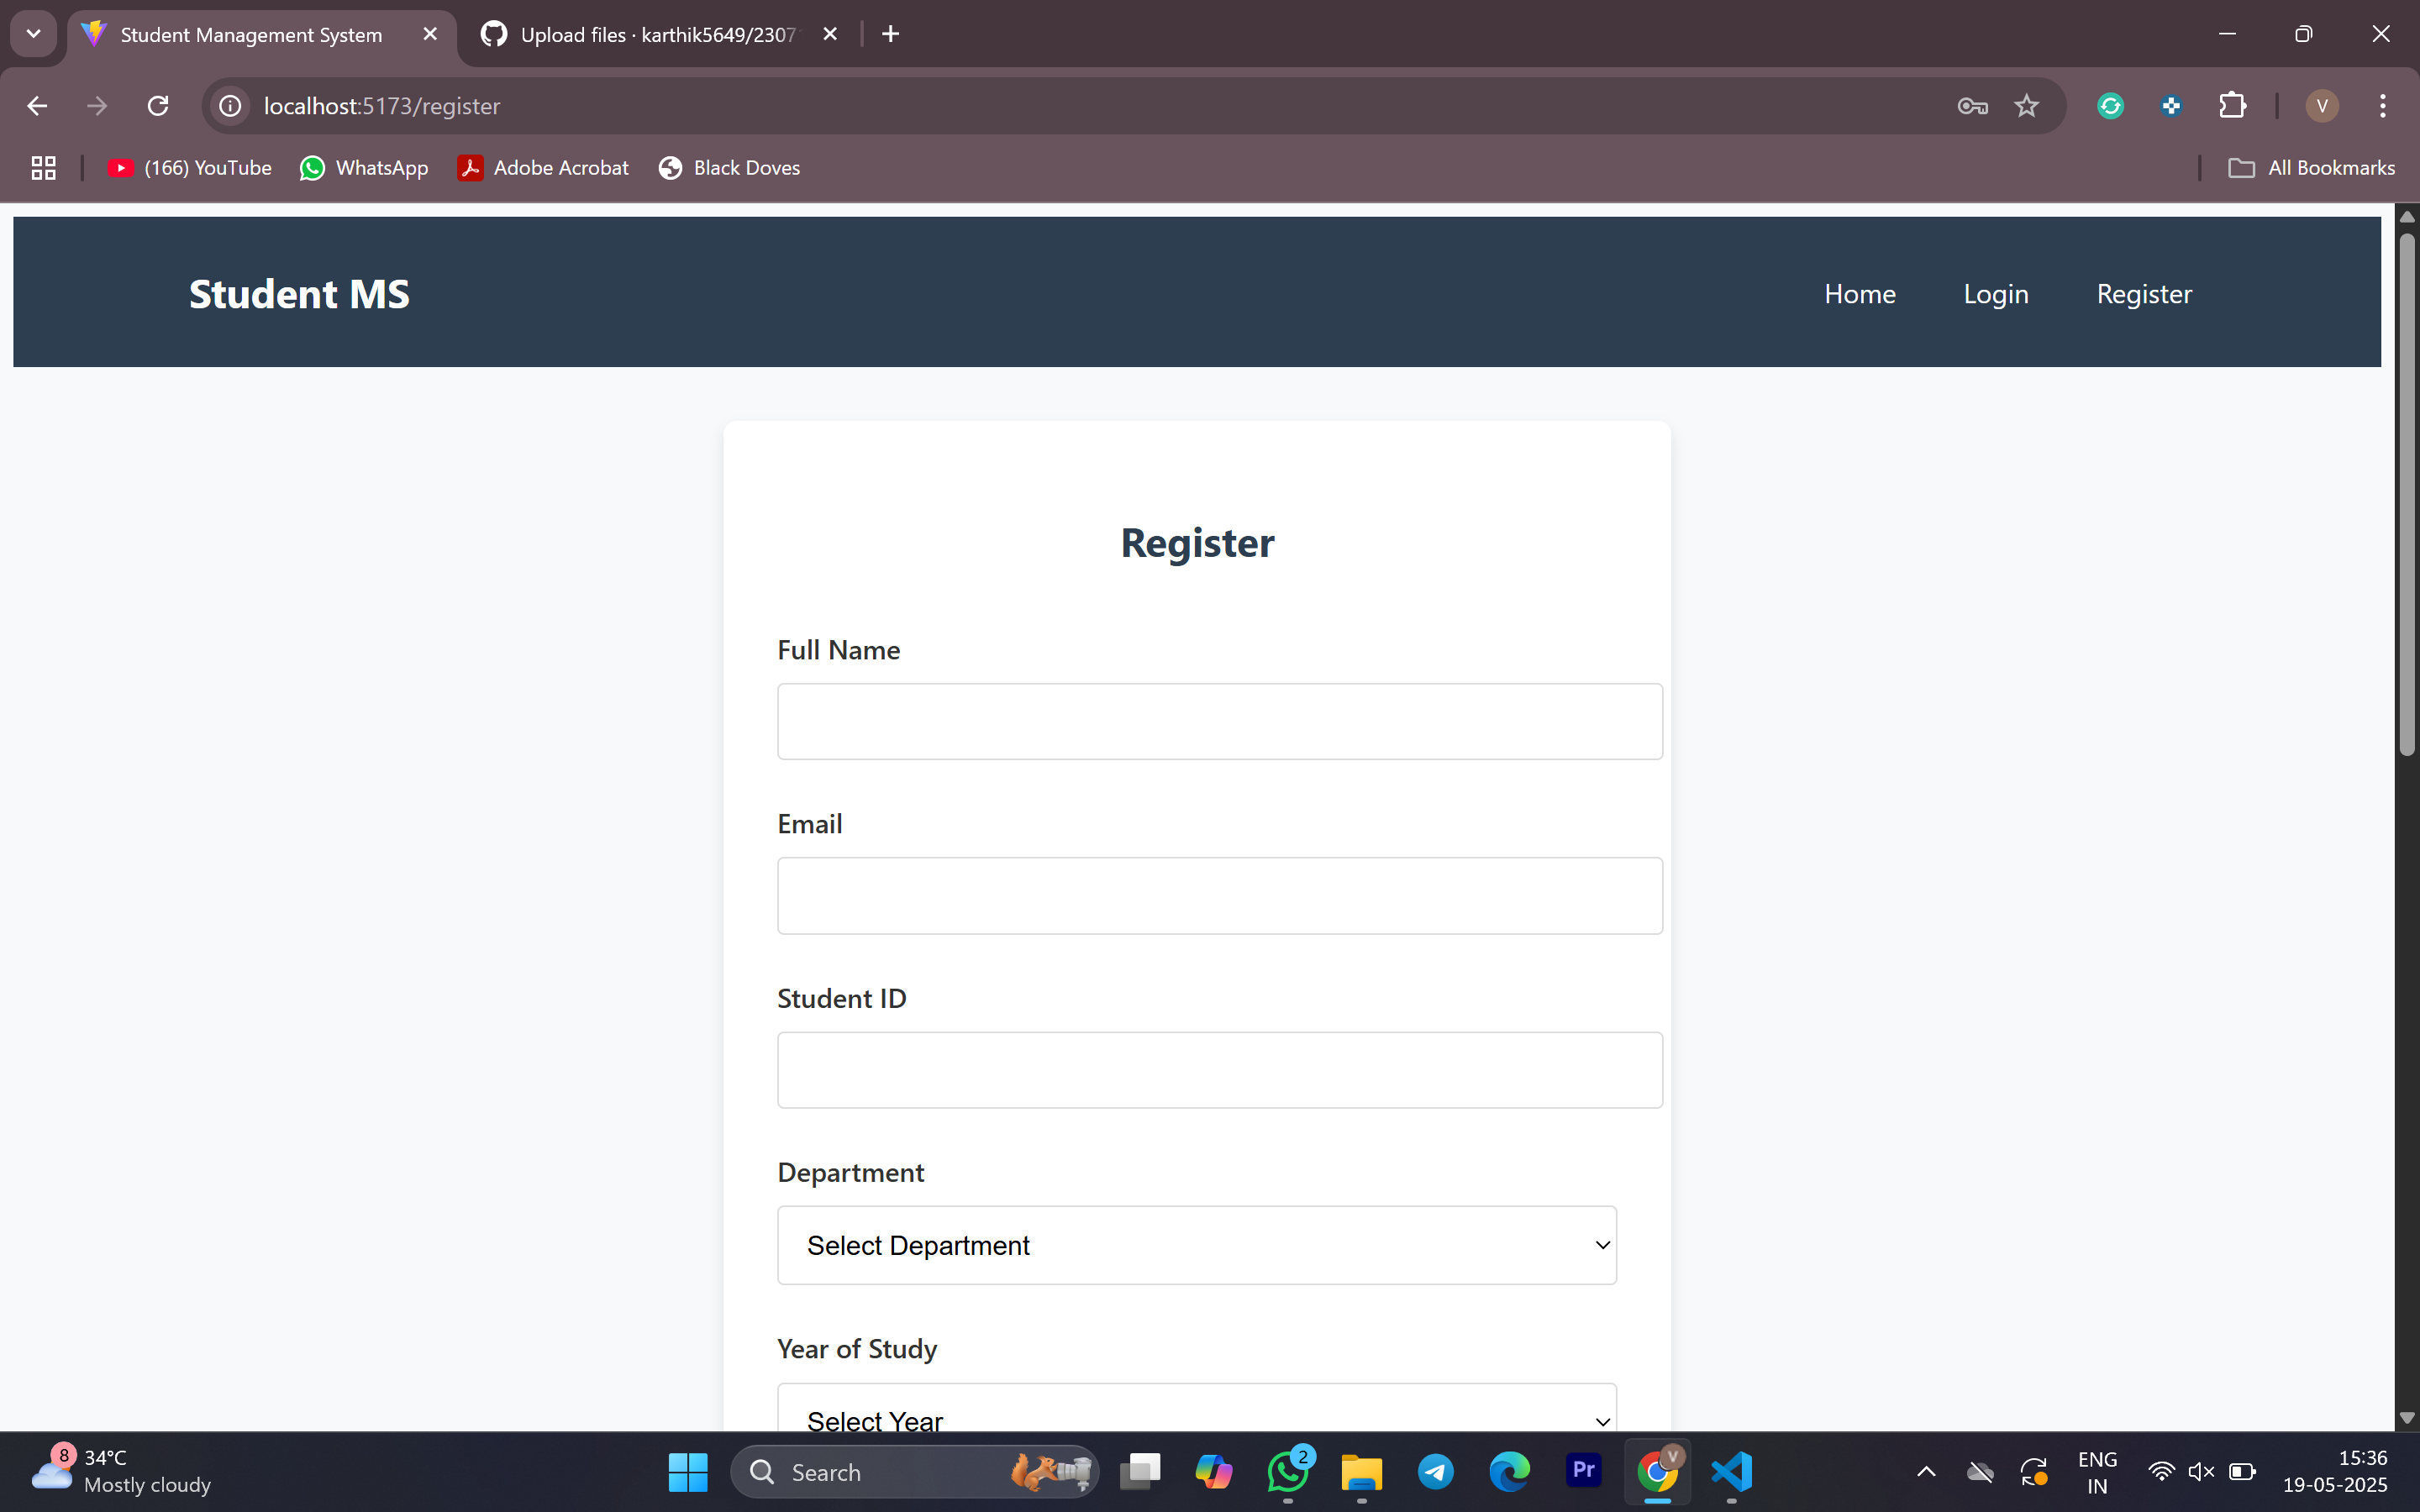 Student Management System
Upload files · karthik5649/2307
localhost:5173/register
V
(166) YouTube
WhatsApp
Adobe Acrobat
Black Doves
All Bookmarks
Student MS
Home
Login
Register
Register
Full Name
Email
Student ID
Department
Select Department
Year of Study
Select Year
8
34°C
Mostly cloudy
Search
2
Pr
V
ENG
IN
15:36
19-05-2025